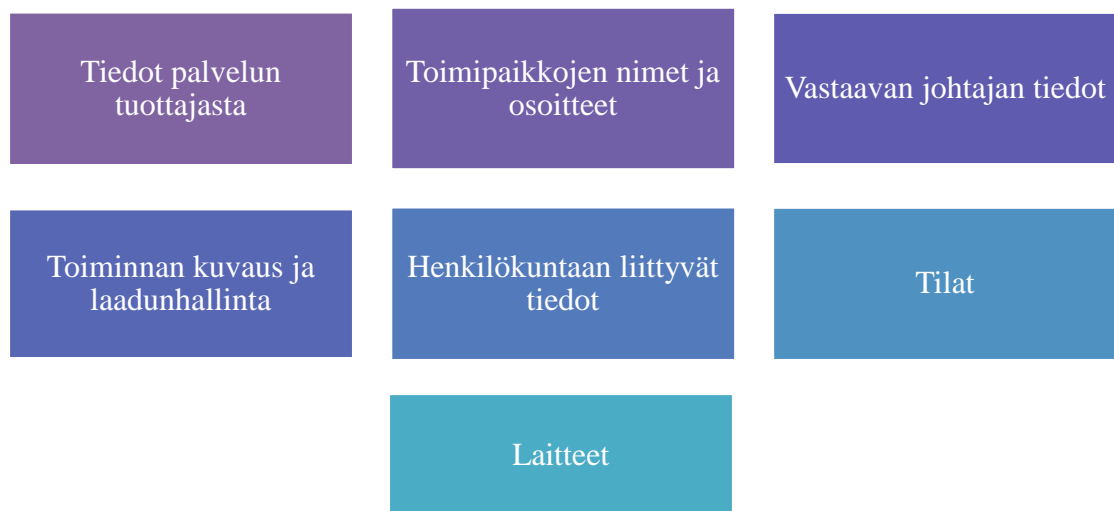 Tiedot palvelun
tuottajasta
Toimipaikkojen nimet ja
osoitteet
Vastaavan johtajan tiedot
Toiminnan kuvaus ja
laadunhallinta
Henkilökuntaan liittyvät
tiedot
Tilat
Laitteet